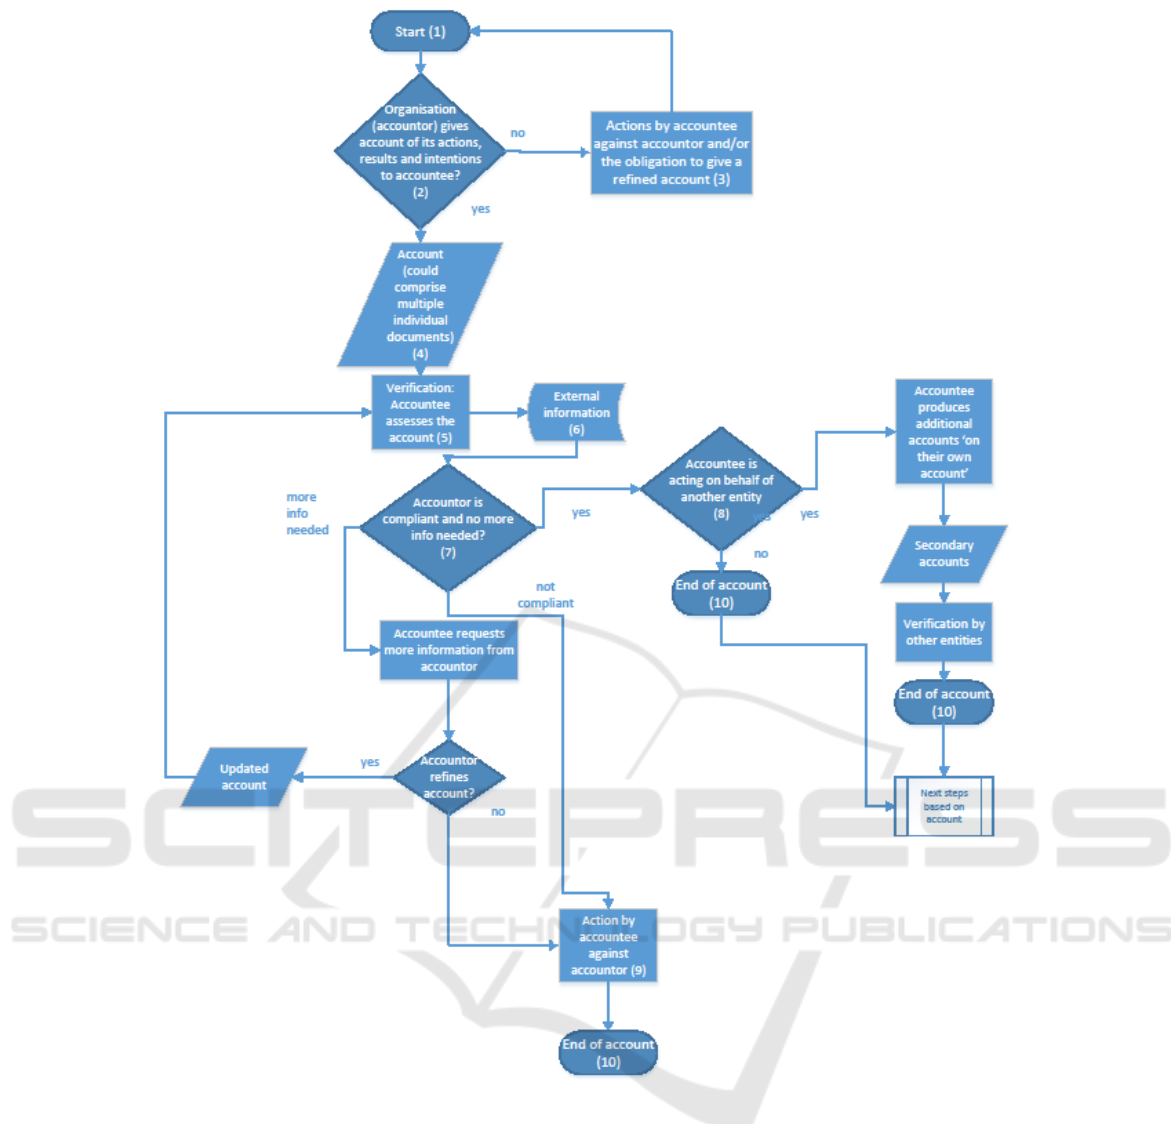 Start (1)
Organisation
(accountor) gives
account of its actions,
results and intentions
to accountee?
(2)
no
Actions by accountee
against accountor and/or
the obligation to give a
refined account (3)
yes
Account
(could
comprise
multiple
individual
documents)
(4)
Verification:
Accountee
assesses the
account (5)
External
information
(6)
Accountor is
compliant and no more
info needed?
(7)
more
info
needed
yes
Accountee is
acting on behalf of
another entity
(8)
yes
yes
no
Accountee
produces
additional
accounts ‘on
their own
account’
Secondary
accounts
Verification by
other entities
End of account
(10)
End of account
(10)
Next steps
based on
account
not
compliant
Accountee requests
more information from
accountor
Accountor
refines
account?
yes
no
Updated
account
Action by
accountee
against
accountor (9)
End of account
(10)
SCITEPRESS
SCIENCE AND TECHNOLOGY PUBLICATIONS